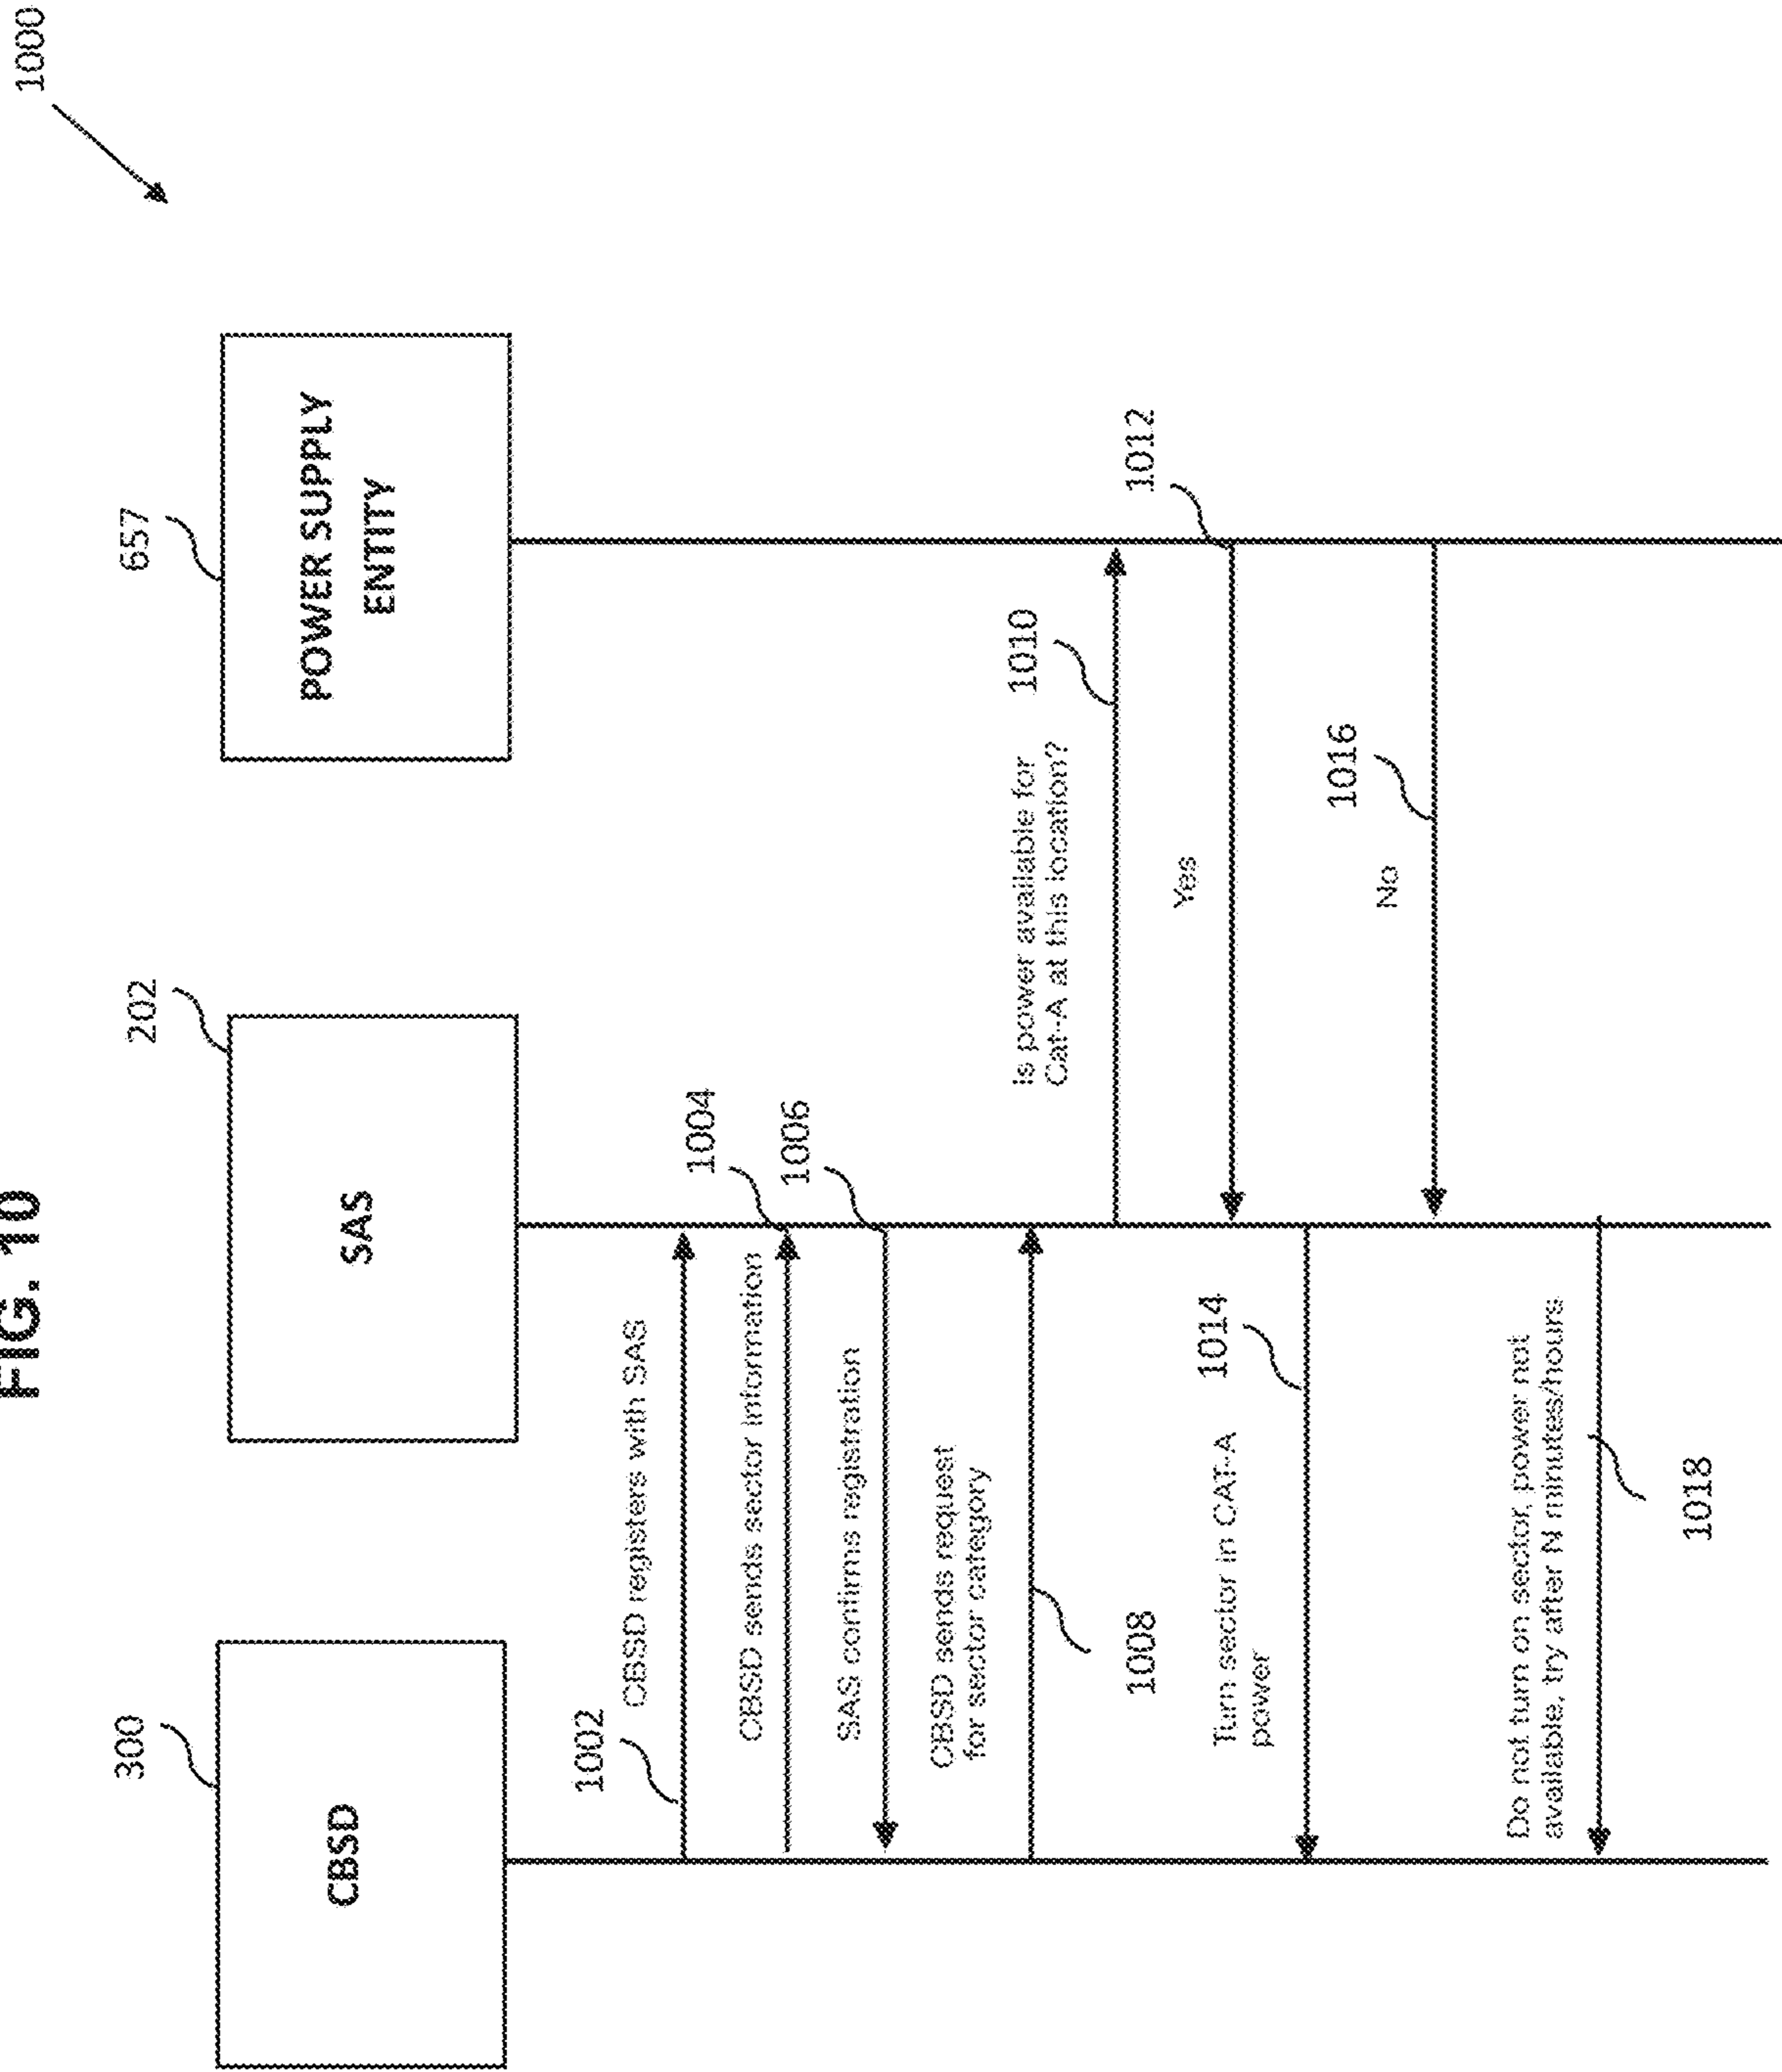 FIG. 10
1000
300
CBSD
202
SAS
657
POWER SUPPLY
ENTITY
1002
CBSD registers with SAS
1004
CBSD sends sector information
1006
SAS confirms registration
CBSD sends request
for sector category
1008
Is power available for
Cat-A at this location?
1010
Yes
1012
Turn sector in CAT-A
power
1014
No
1016
Do not turn on sector, power not
available, try after N minutes/hours
1018